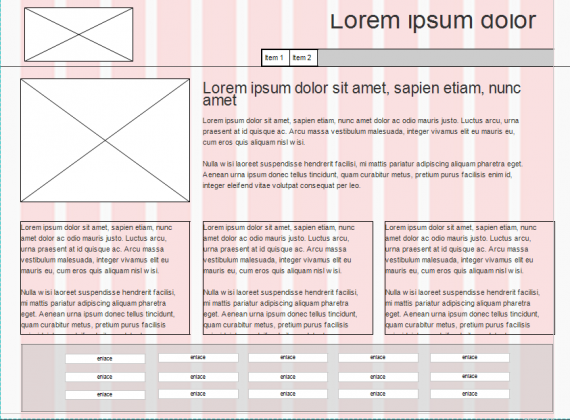 Lorem ipsum dolor
Item 1 Item 2
Lorem ipsum dolor sit amet, sapien etiam, nunc
amet
Lorem ipsum dolor sit amet, sapien etiam, nunc amet dolor ac odio mauris justo. Luctus arcu,
urna praesent at id quisque ac. Arcu massa vestibulum malesuada, integer vivamus elit eu
mauris eu,
cum eros quis aliquam nisl wisi.
Nulla wisi laoreet suspendisse hendrerit facilisi, mi mattis pariatur adipiscing aliquam pharetra eget.
Aenean urna ipsum donec tellus tincidunt, quam curabitur metus, pretium purus facilisis enim id,
integer eleifend vitae volutpat consequat per leo.
Lorem ipsum dolor sit amet, sapien etiam, nunc
amet dolor ac odio mauris justo. Luctus arcu,
urna praesent at id quisque ac. Arcu massa
vestibulum malesuada, integer vivamus elit eu
mauris eu, cum eros quis aliquam nisl wisi.
Nulla wisi laoreet suspendisse hendrerit facilisi,
mi mattis pariatur adipiscing aliquam pharetra
eget. Aenean urna ipsum donec tellus tincidunt,
quam curabitur metus, pretium purus facilisis
Lorem ipsum dolor sit amet, sapien etiam, nunc
amet dolor ac odio mauris justo. Luctus arcu,
urna praesent at id quisque ac. Arcu massa
vestibulum malesuada, integer vivamus elit eu
mauris eu, cum eros quis aliquam nisl wisi.
Nulla wisi laoreet suspendisse hendrerit facilisi,
mi mattis pariatur adipiscing aliquam pharetra
eget. Aenean urna ipsum donec tellus tincidunt,
quam curabitur metus, pretium purus facilisis
Lorem ipsum dolor sit amet, sapien etiam, nunc
amet dolor ac odio mauris justo. Luctus arcu,
urna praesent at id quisque ac. Arcu massa
vestibulum malesuada, integer vivamus elit eu
mauris eu, cum eros quis aliquam nisl wisi.
Nulla wisi laoreet suspendisse hendrerit facilisi,
mi mattis pariatur adipiscing aliquam pharetra
eget. Aenean urna ipsum donec tellus tincidunt,
quam curabitur metus, pretium purus facilisis
enlace enlace enlace enlace enlace
enlace enlace enlace enlace enlace
enlace enlace enlace enlace enlace